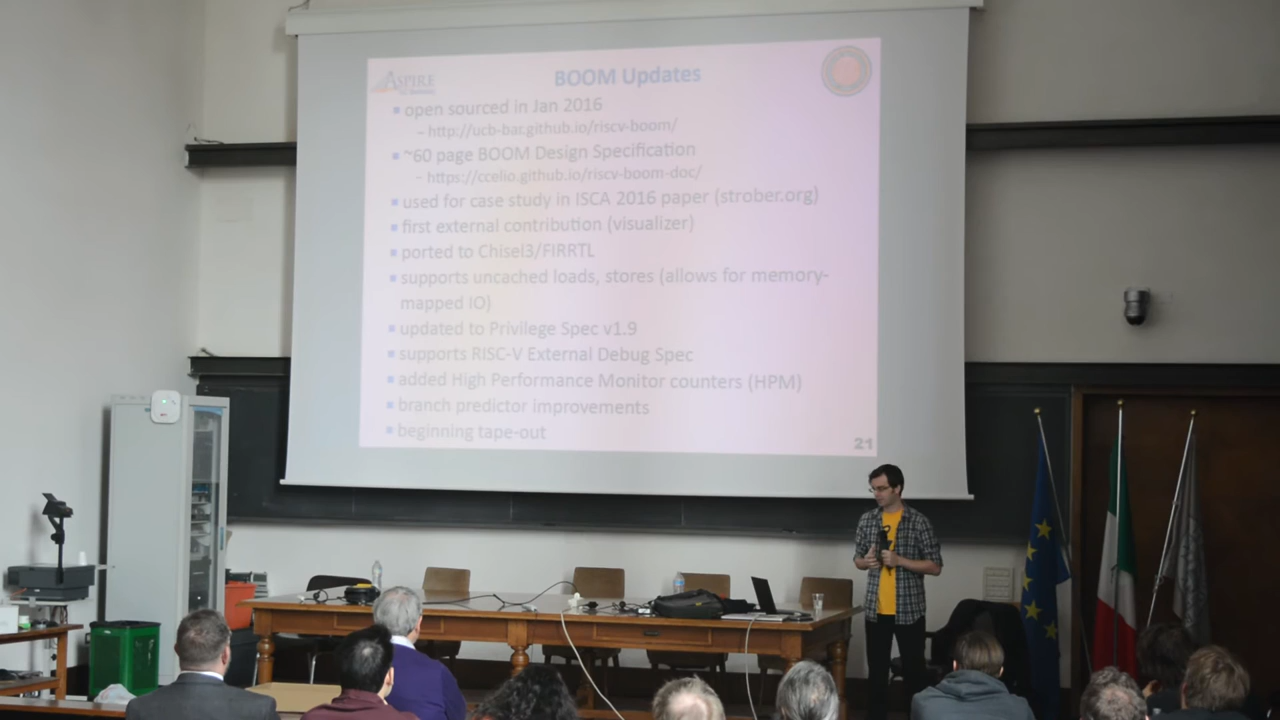 ASPIRE
BOOM Updates
open sourced in Jan 2016
– http://ucb-bar.github.io/riscv-boom/
~60 page BOOM Design Specification
– https://ccelio.github.io/riscv-boom-doc/
used for case study in ISCA 2016 paper (strober.org)
first external contribution (visualizer)
ported to Chisel3/FIRRTL
supports uncached loads, stores (allows for memory-
mapped IO)
updated to Privilege Spec v1.9
supports RISC-V External Debug Spec
added High Performance Monitor counters (HPM)
branch predictor improvements
beginning tape-out
21